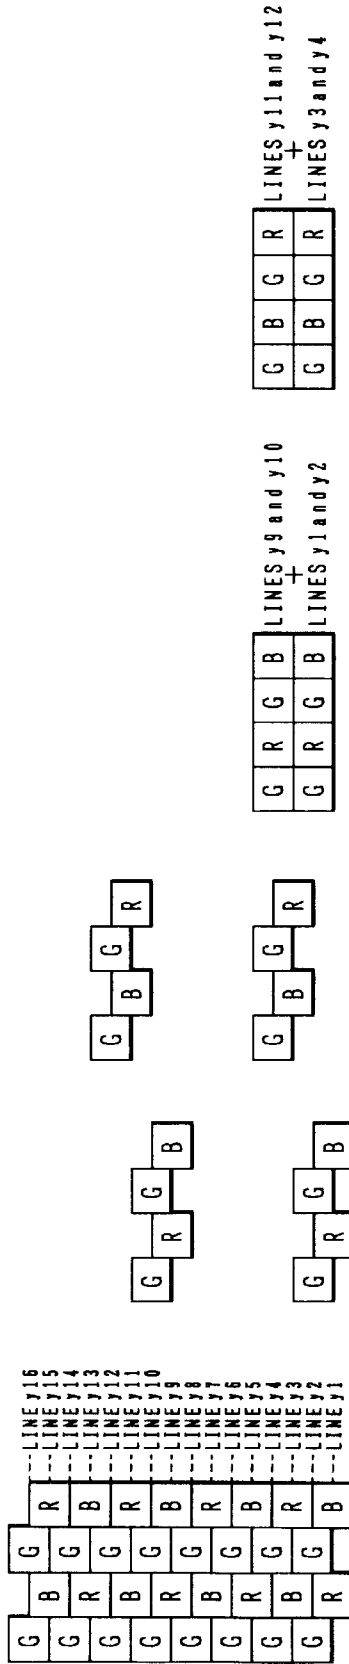 G G ---LINE y16
B R ---LINE y15
G G ---LINE y14
R B ---LINE y13
G G ---LINE y12
B R ---LINE y11
G G ---LINE y10
R B ---LINE y9
G G ---LINE y8
B R ---LINE y7
G G ---LINE y6
R B ---LINE y5
G G ---LINE y4
B R ---LINE y3
G G ---LINE y2
R B ---LINE y1
G G
R B
G G
R B
G G
B R
G G
B R
G R G B LINES y9 and y10
+
G R G B LINES y1 and y2
G B G R LINES y11 and y12
+
G B G R LINES y3 and y4